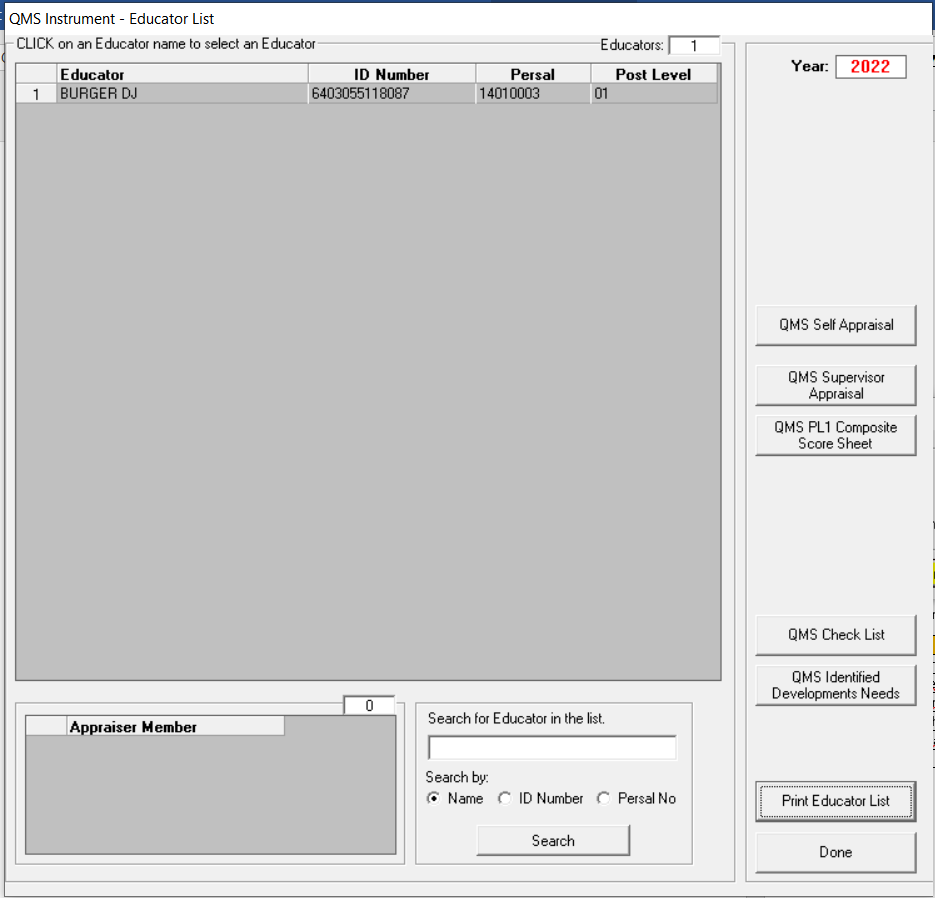 QMS Instrument - Educator List
CLICK on an Educator name to select an Educator
Educators: 1
Educator ID Number Persal Post Level
1 BURGER DJ 6403055118087 14010003 01
Year: 2022
QMS Self Appraisal
QMS Supervisor
Appraisal
QMS PL1 Composite
Score Sheet
QMS Check List
QMS Identified
Developments Needs
Print Educator List
Done
0
Appraiser Member
Search for Educator in the list.
Search by:
Name ID Number Persal No
Search